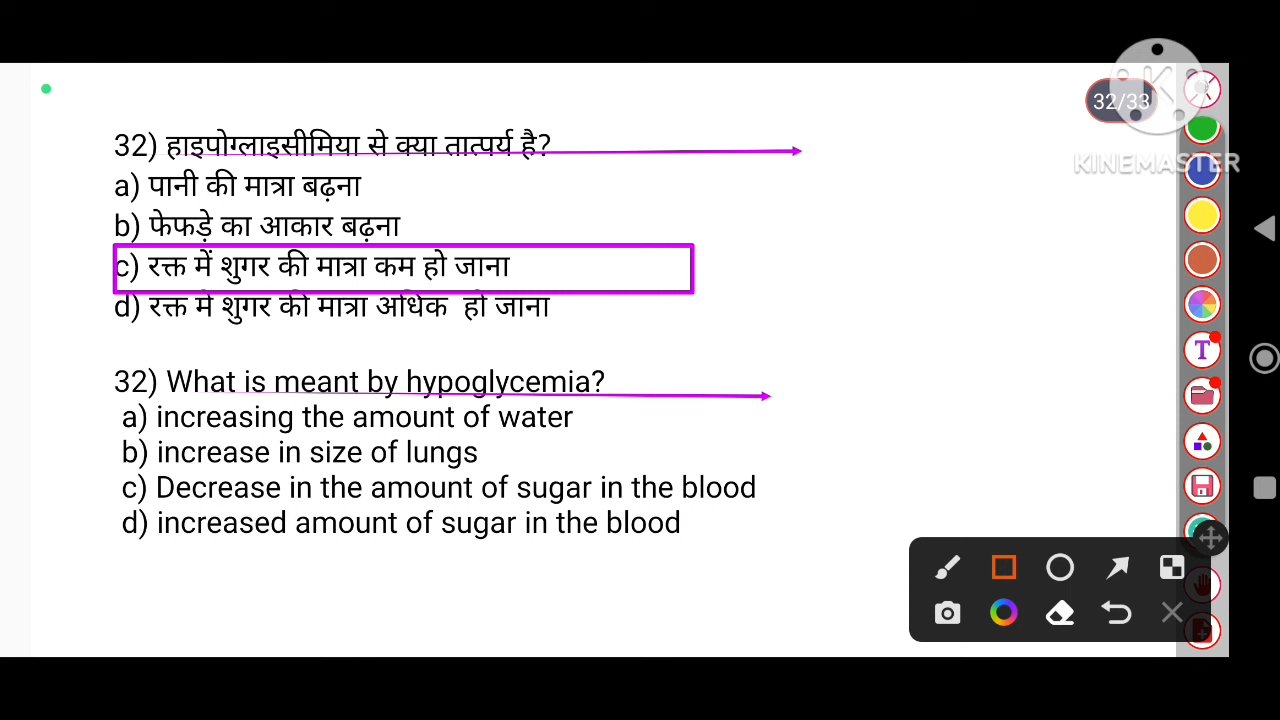 32/33
KINEMASTER
32) हाइपोग्लाइसीमिया से क्या तात्पर्य है?
a) पानी की मात्रा बढ़ना
b) फेफड़े का आकार बढ़ना
c) रक्त में शुगर की मात्रा कम हो जाना
d) रक्त में शुगर की मात्रा अधिक हो जाना
32) What is meant by hypoglycemia?
a) increasing the amount of water
b) increase in size of lungs
c) Decrease in the amount of sugar in the blood
d) increased amount of sugar in the blood
T